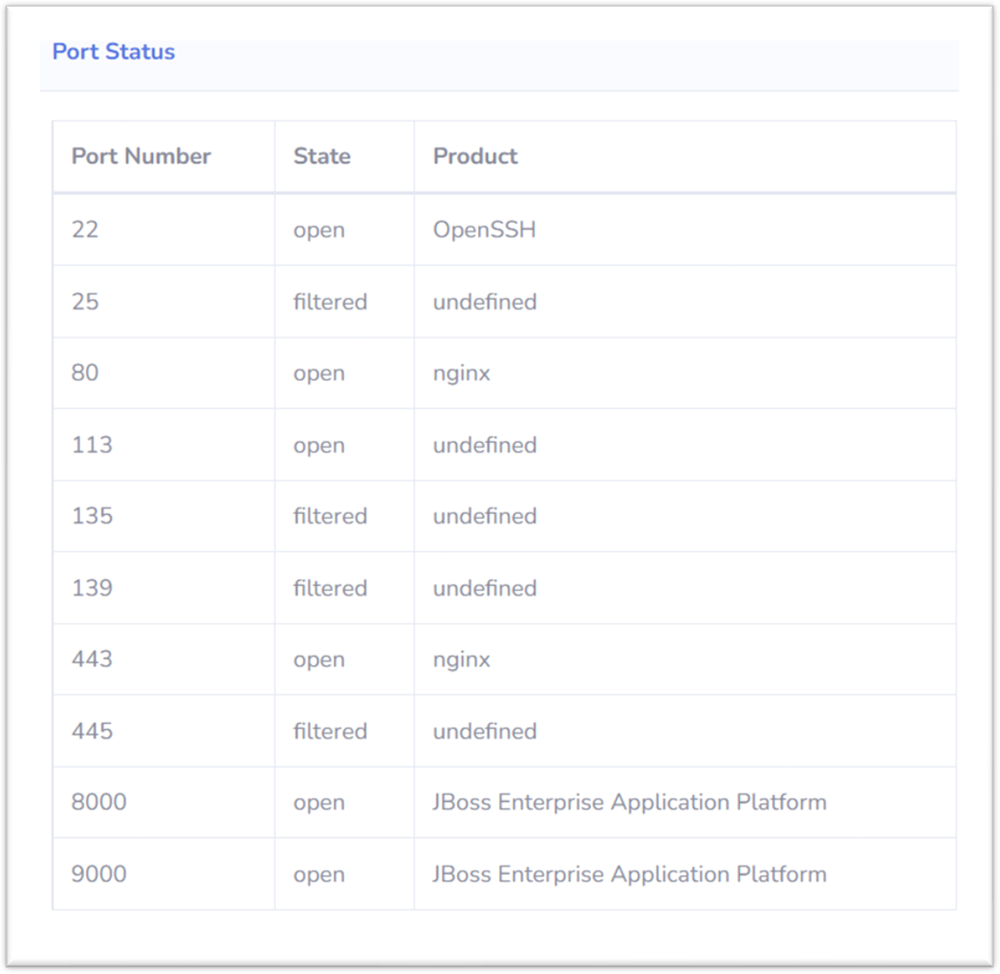 Port Status
Port Number State Product
22 open OpenSSH
25 filtered undefined
80 open nginx
113 open undefined
135 filtered undefined
139 filtered undefined
443 open nginx
445 filtered undefined
8000 open JBoss Enterprise Application Platform
9000 open JBoss Enterprise Application Platform